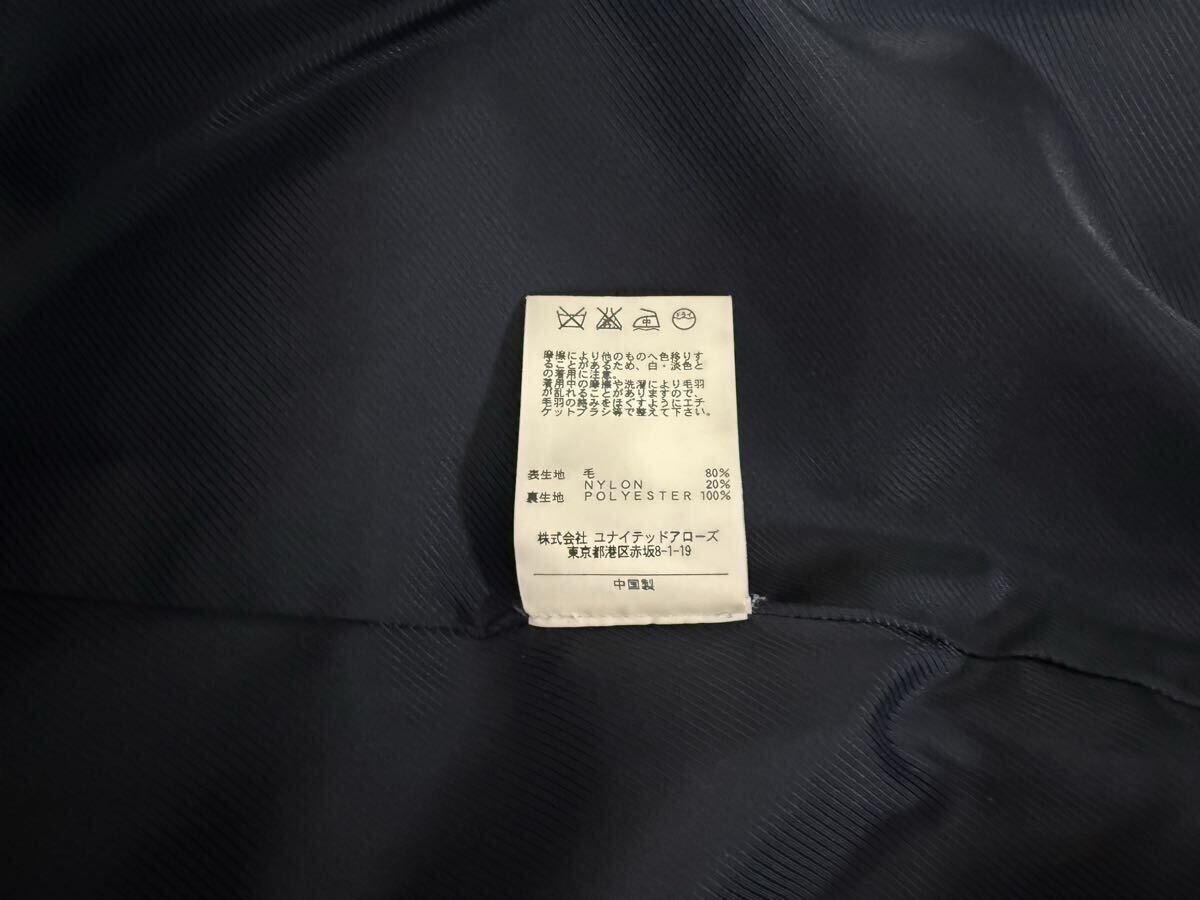 中 ドライ
摩擦により他のものへ色移りす
ることがあるため、白・淡色と
の着用に注意。
着用中の摩擦や洗濯により毛羽
が乱れることがありますので、
毛羽の絡みをほぐすようにエチ
ケットブラシ等で整えて下さい。
表生地 毛 80%
NYLON 20%
裏生地 POLYESTER 100%
株式会社 ユナイテッドアローズ
東京都港区赤坂8-1-19
中国製